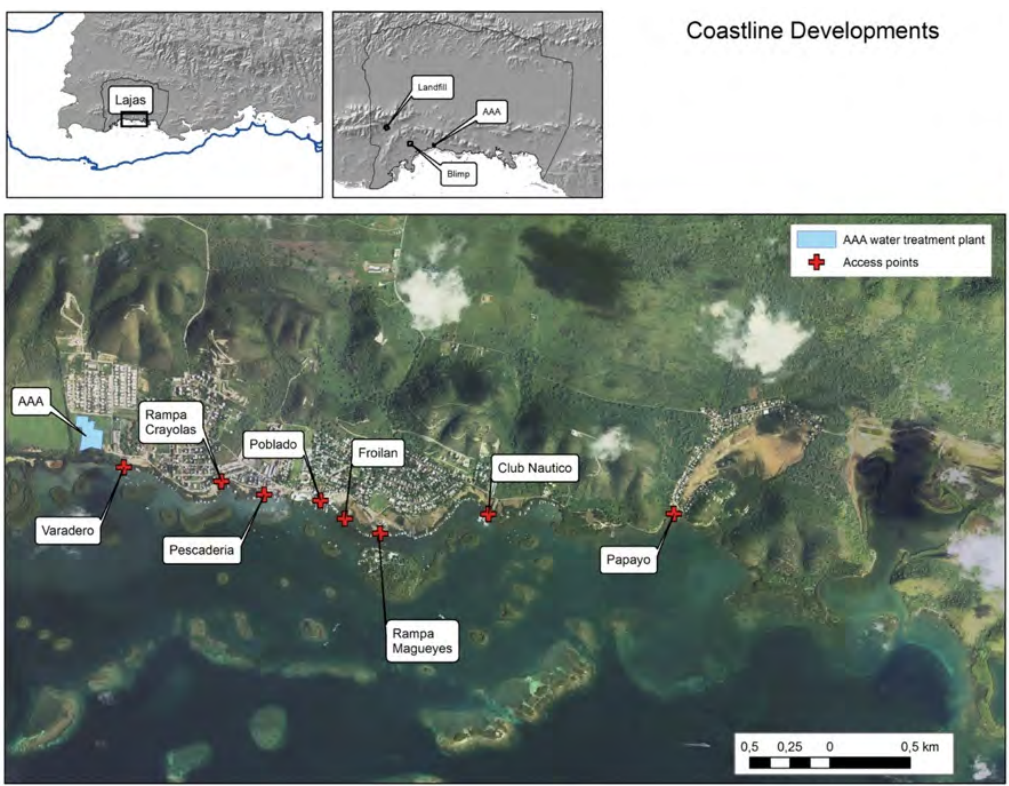 Coastline Developments
Lajas
Landfill
AAA
Blimp
AAA water treatment plant
Access points
AAA
Rampa
Crayolas
Poblado
Froilan
Club Nautico
Varadero
Pescaderia
Papayo
Rampa
Magueyes
0,5 0,25 0 0,5 km